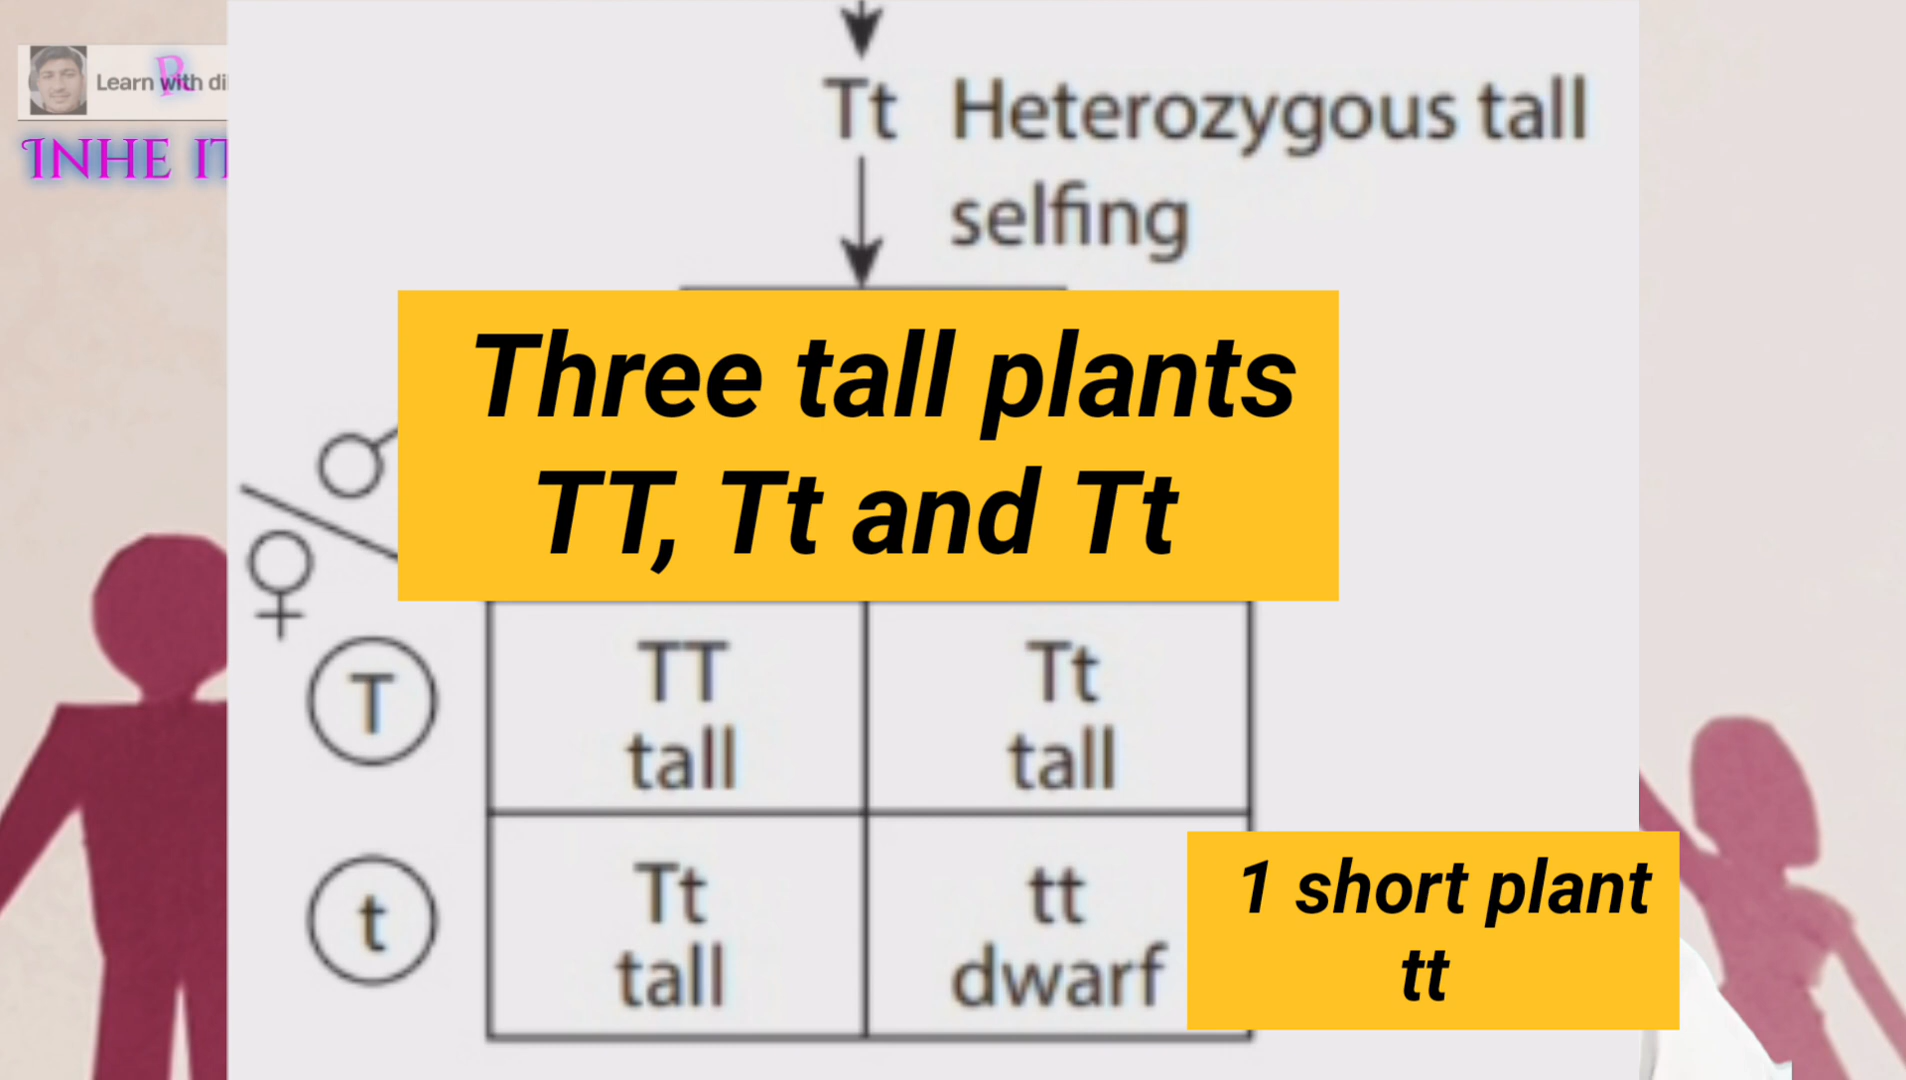 Learn with di
R
INHE IT
Tt Heterozygous tall
selfing
Three tall plants
TT, Tt and Tt
T
TT
tall
Tt
tall
t
Tt
tall
tt
dwarf
1 short plant
tt